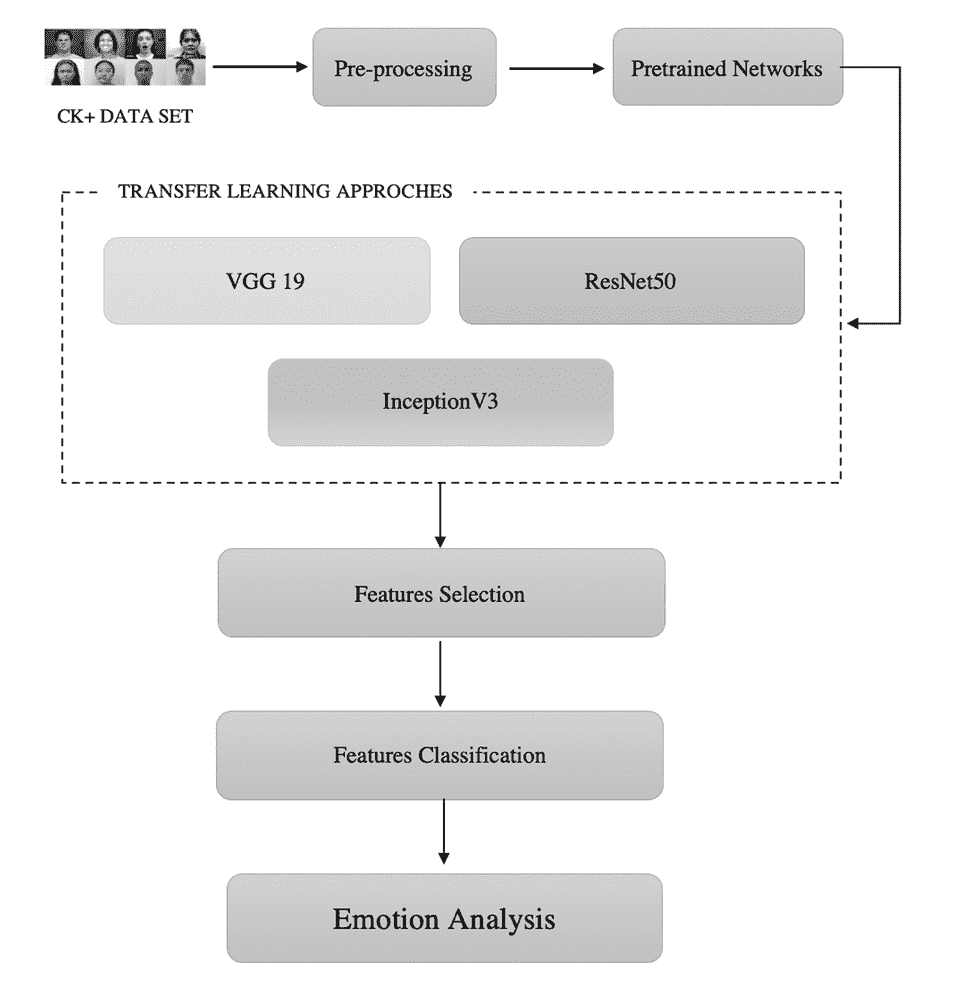 CK+ DATA SET
Pre-processing
Pretrained Networks
TRANSFER LEARNING APPROCHES
VGG 19
ResNet50
InceptionV3
Features Selection
Features Classification
Emotion Analysis